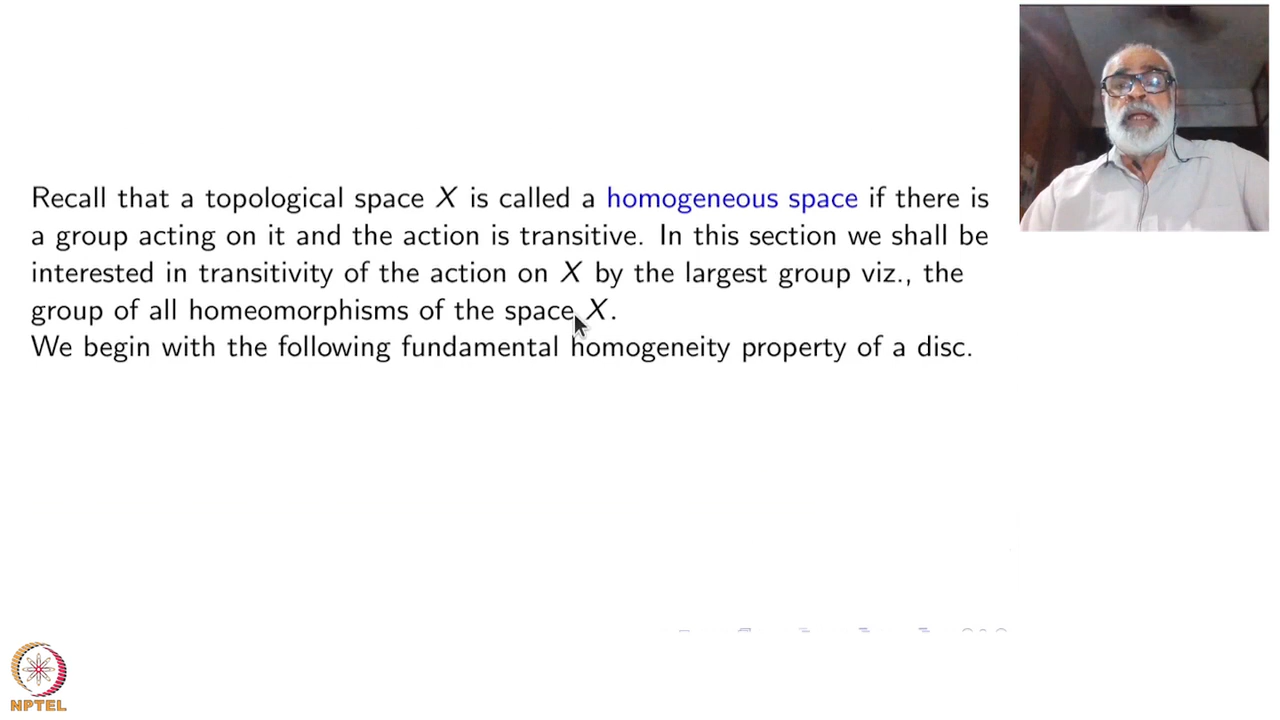 Recall that a topological space X is called a homogeneous space if there is
a group acting on it and the action is transitive. In this section we shall be
interested in transitivity of the action on X by the largest group viz., the
group of all homeomorphisms of the space X.
We begin with the following fundamental homogeneity property of a disc.
NPTEL